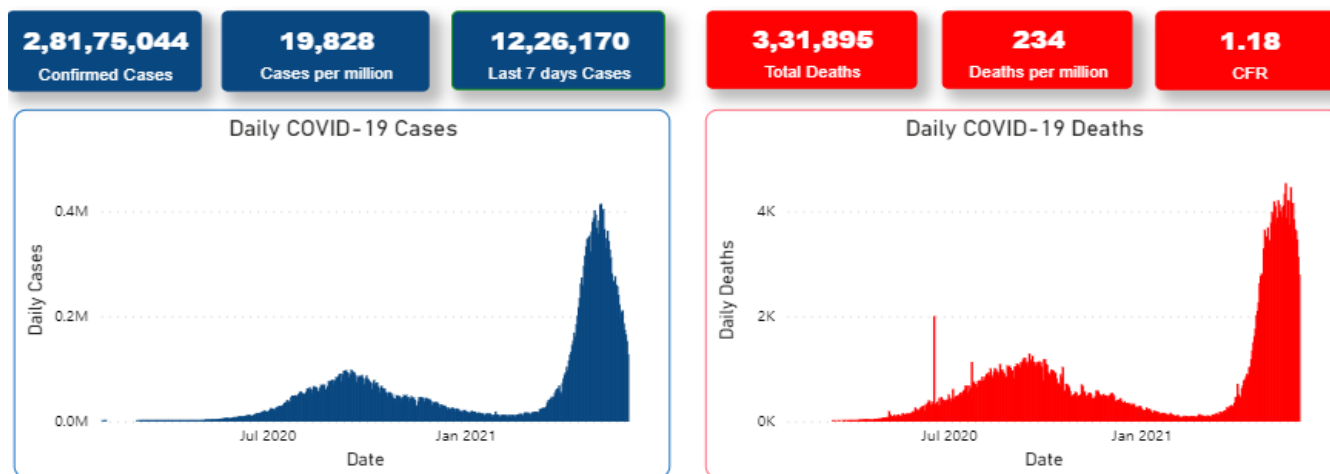 2,81,75,044
Confirmed Cases
19,828
Cases per million
12,26,170
Last 7 days Cases
3,31,895
Total Deaths
234
Deaths per million
1.18
CFR
Daily COVID-19 Cases
0.4M
0.2M
0.0M
Daily Cases
Jul 2020
Jan 2021
Date
Daily COVID-19 Deaths
4K
2K
0K
Daily Deaths
Jul 2020
Jan 2021
Date